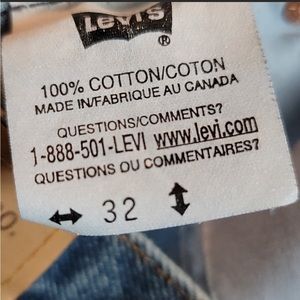 Levi's
®
100% COTTON/COTON
MADE IN/FABRIQUE AU CANADA
QUESTIONS/COMMENTS?
1-888-501-LEVI www.levi.com
QUESTIONS DU COMMENTAIRES?
32